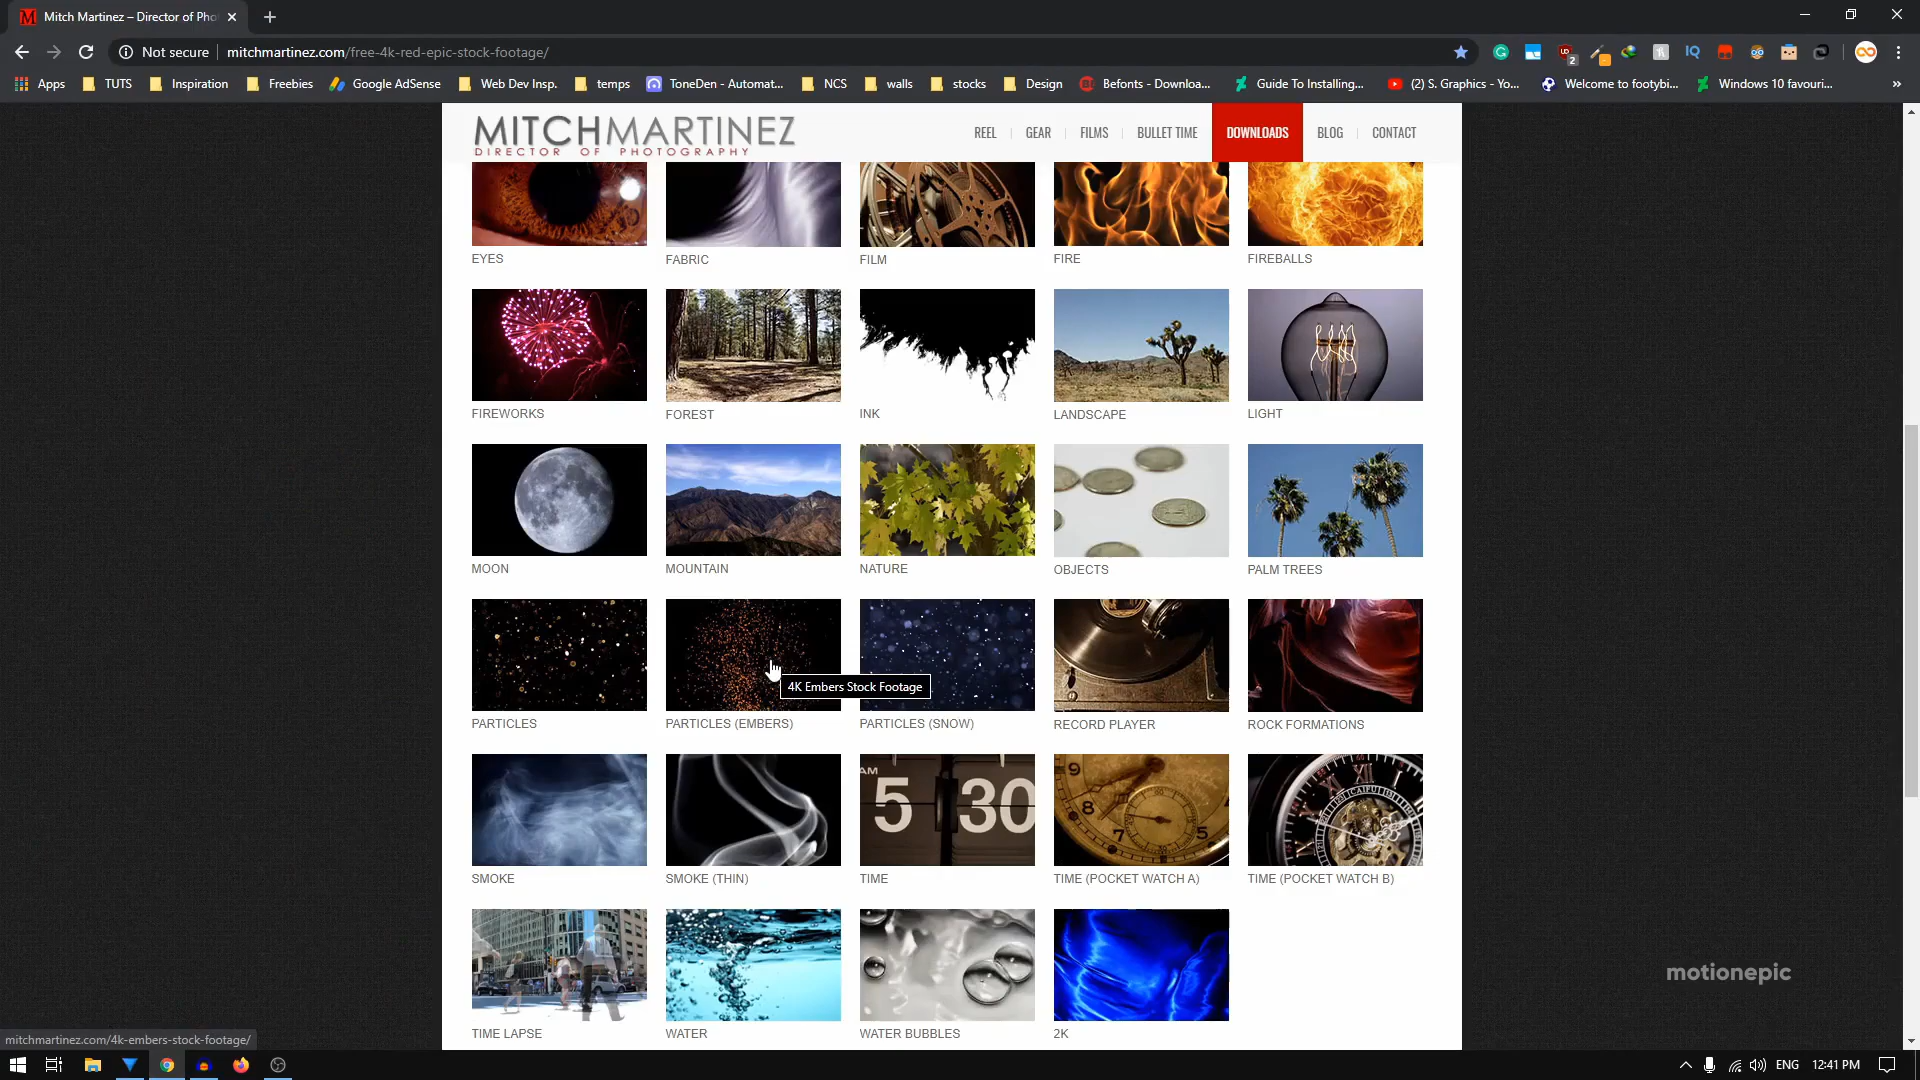 Mitch Martinez – Director of Pho
Not secure
mitchmartinez.com/free-4k-red-epic-stock-footage/
Apps
TUTS
Inspiration
Freebies
Google AdSense
Web Dev Insp.
temps
ToneDen - Automat...
NCS
walls
stocks
Design
Befonts - Downloa...
Guide To Installing...
(2) S. Graphics - Yo...
Welcome to footybi...
Windows 10 favouri...
MITCHMARTINEZ
DIRECTOR OF PHOTOGRAPHY
REEL
GEAR
FILMS
BULLET TIME
DOWNLOADS
BLOG
CONTACT
EYES
FABRIC
FILM
FIRE
FIREBALLS
FIREWORKS
FOREST
INK
LANDSCAPE
LIGHT
MOON
MOUNTAIN
NATURE
OBJECTS
PALM TREES
4K Embers Stock Footage
PARTICLES
PARTICLES (EMBERS)
PARTICLES (SNOW)
RECORD PLAYER
ROCK FORMATIONS
AM
5 30
9
8
7
5
SMOKE
SMOKE (THIN)
TIME
TIME (POCKET WATCH A)
TIME (POCKET WATCH B)
motionepic
TIME LAPSE
WATER
WATER BUBBLES
2K
mitchmartinez.com/4k-embers-stock-footage/
ENG
12:41 PM